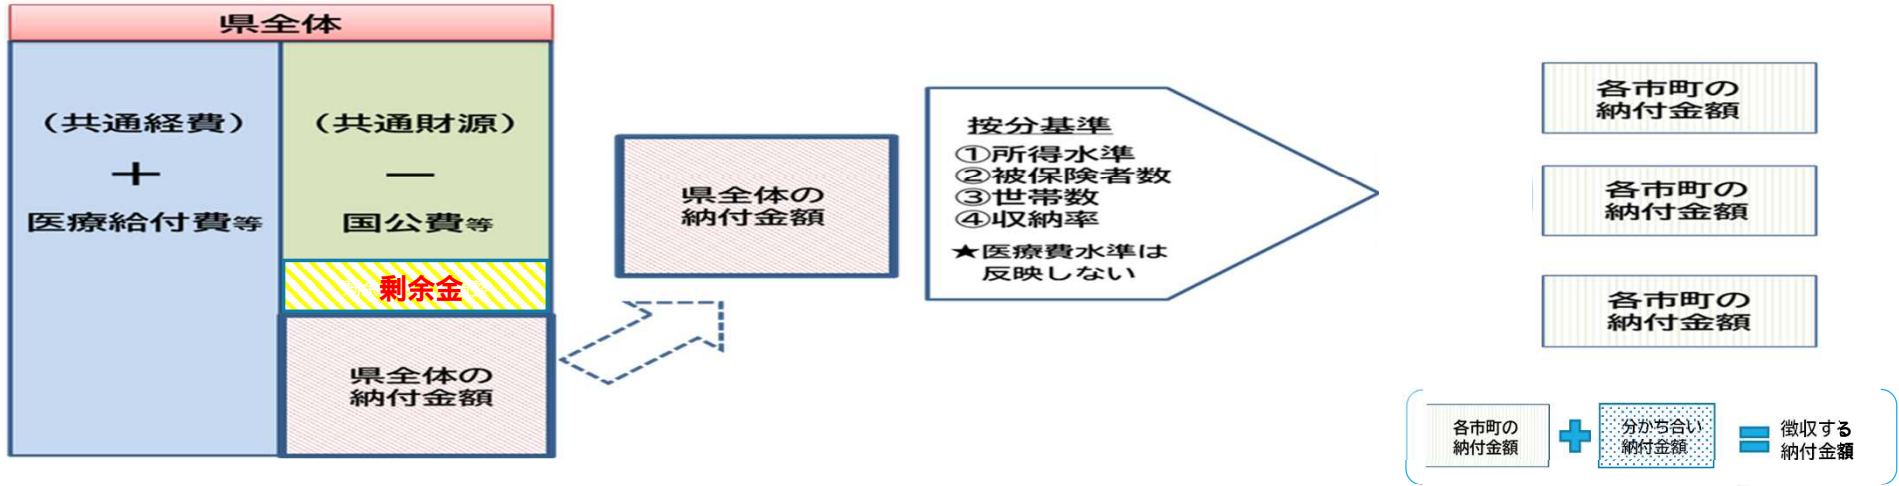 県全体
（共通経費）
＋
医療給付費等
（共通財源）
－
国公費等
剰余金
県全体の
納付金額
県全体の
納付金額
按分基準
①所得水準
②被保険者数
③世帯数
④収納率
★医療費水準は
反映しない
各市町の
納付金額
各市町の
納付金額
各市町の
納付金額
各市町の
納付金額
分かち合い
納付金額
徴収する
納付金額